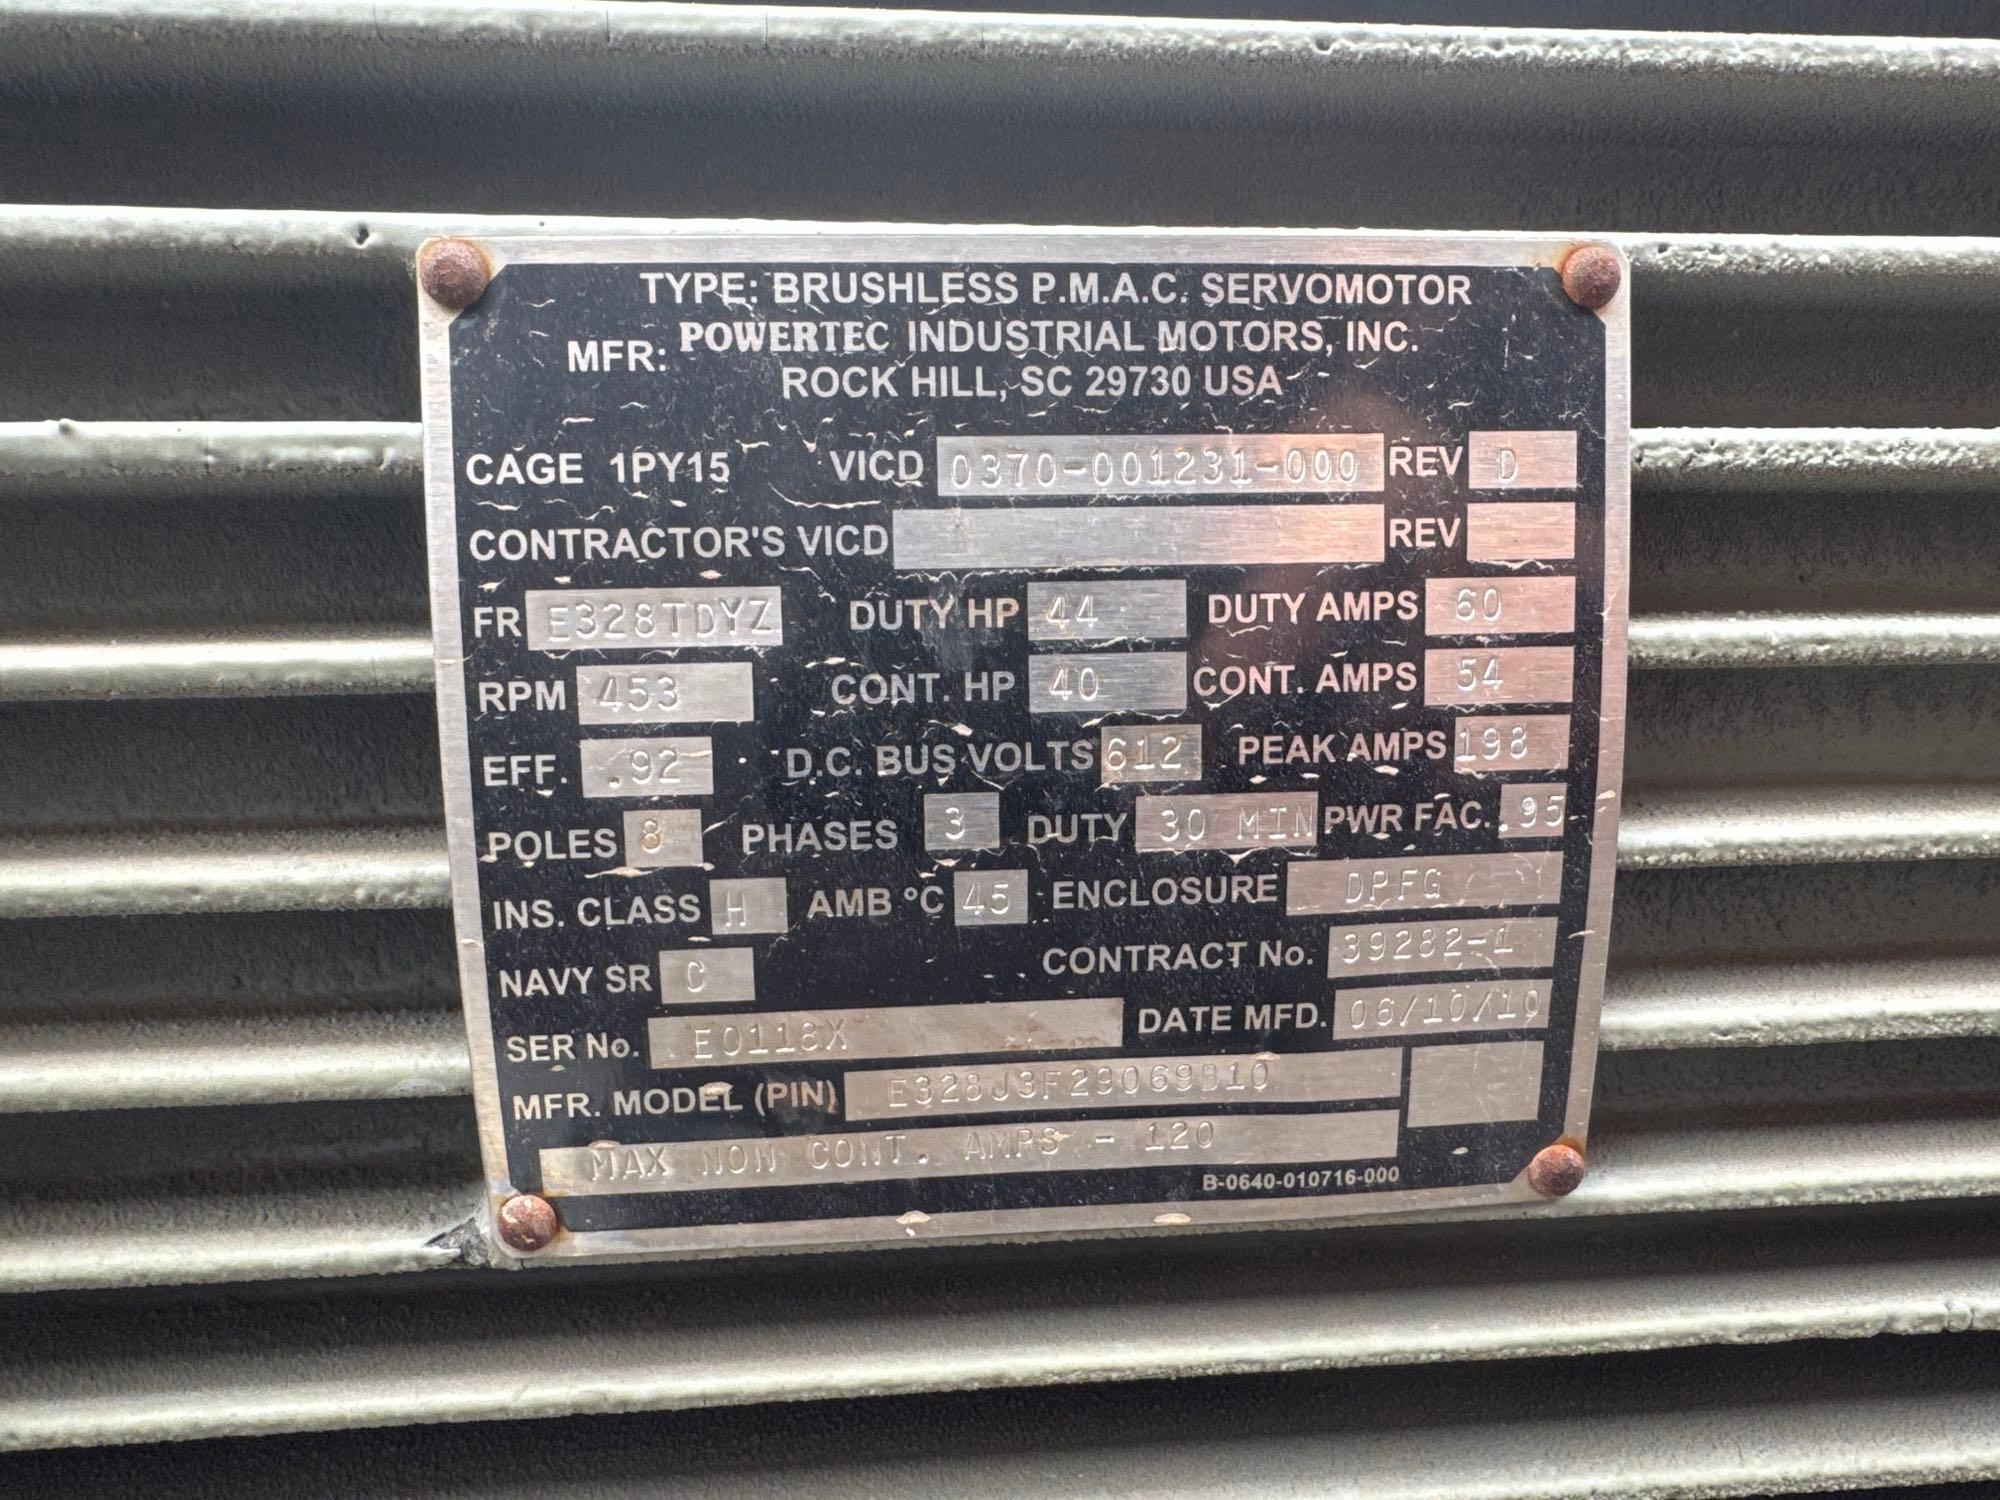 TYPE: BRUSHLESS P.M.A.C. SERVOMOTOR
MFR: POWERTEC INDUSTRIAL MOTORS, INC.
ROCK HILL, SC 29730 USA
CAGE 1PY15 VICD 0370-001231-000 REV D
CONTRACTOR'S VICD REV
FR E328TDYZ DUTY HP 44 DUTY AMPS 60
RPM 453 CONT. HP 40 CONT. AMPS 54
EFF. .92 D.C. BUS VOLTS 612 PEAK AMPS 198
POLES 8 PHASES 3 DUTY 30 MIN PWR FAC. .95
INS. CLASS H AMB °C 45 ENCLOSURE DPFG
NAVY SR C CONTRACT No. 39282-1
SER No. E0118X DATE MFD. 06/10/10
MFR. MODEL (PIN) E328J3F29069B10
MAX NON CONT. AMPS - 120
B-0640-010716-000